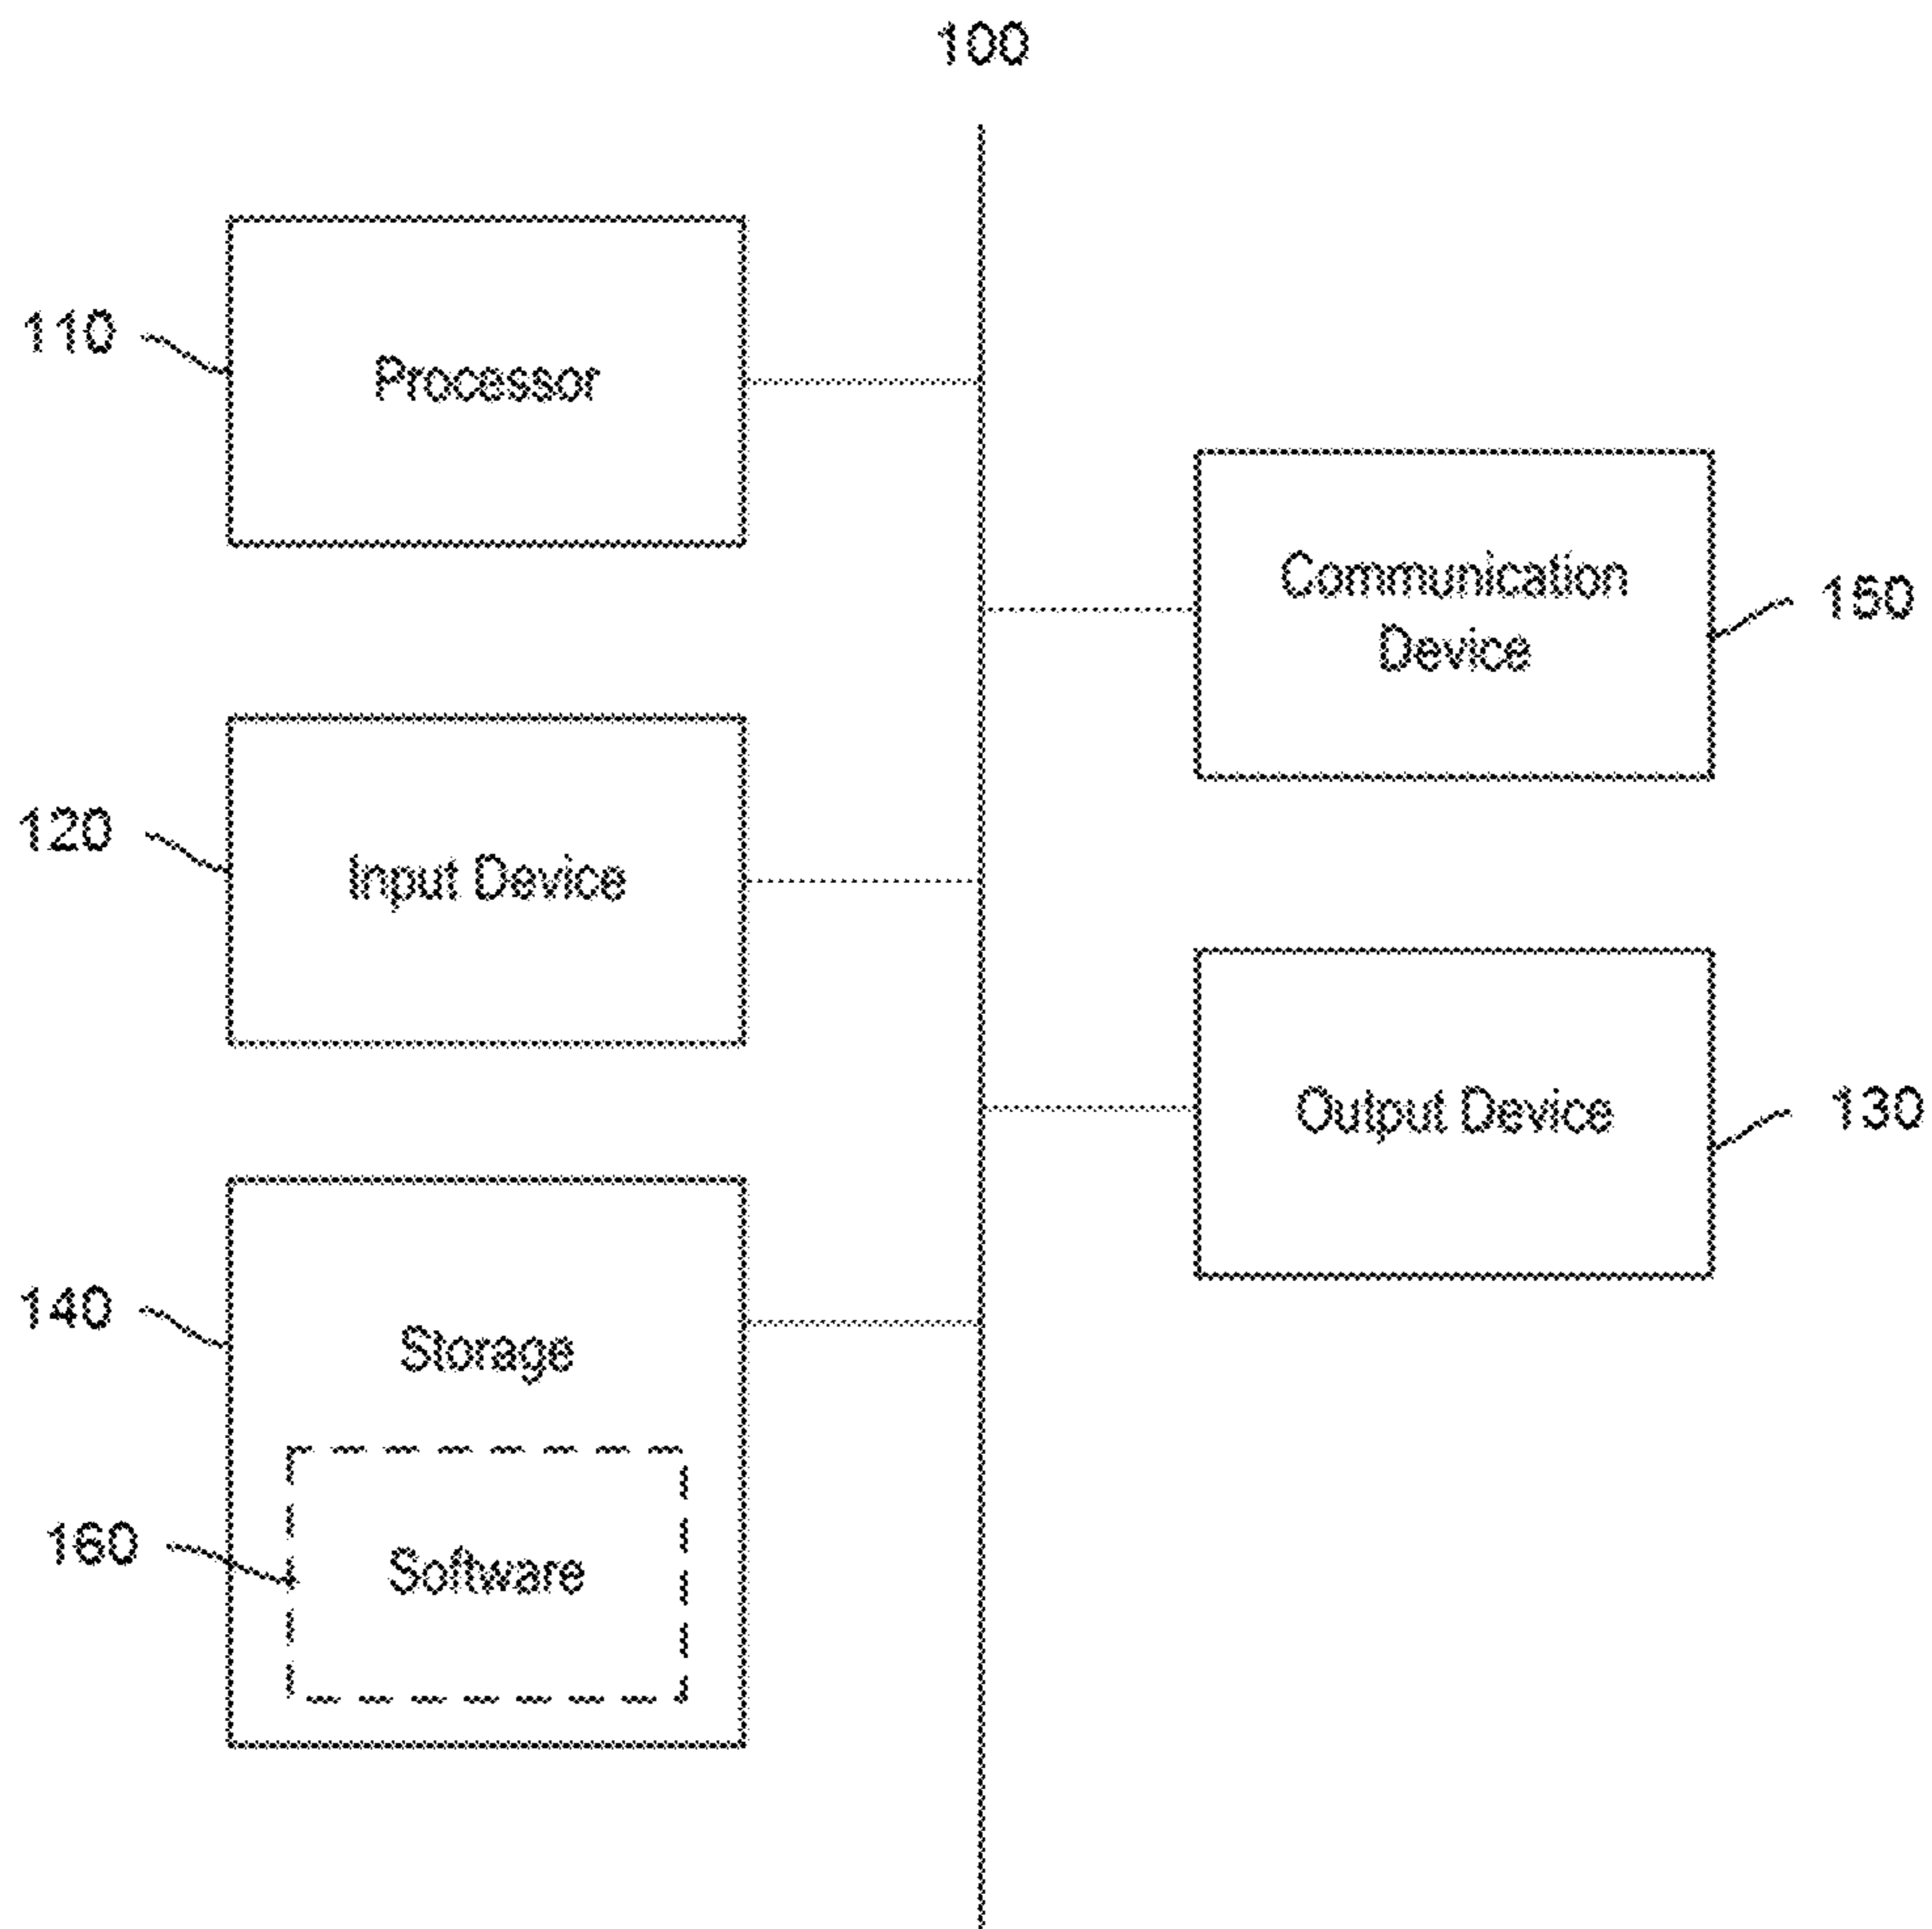 100
110
Processor
Communication
Device
150
120
Input Device
Output Device
130
140
Storage
160
Software